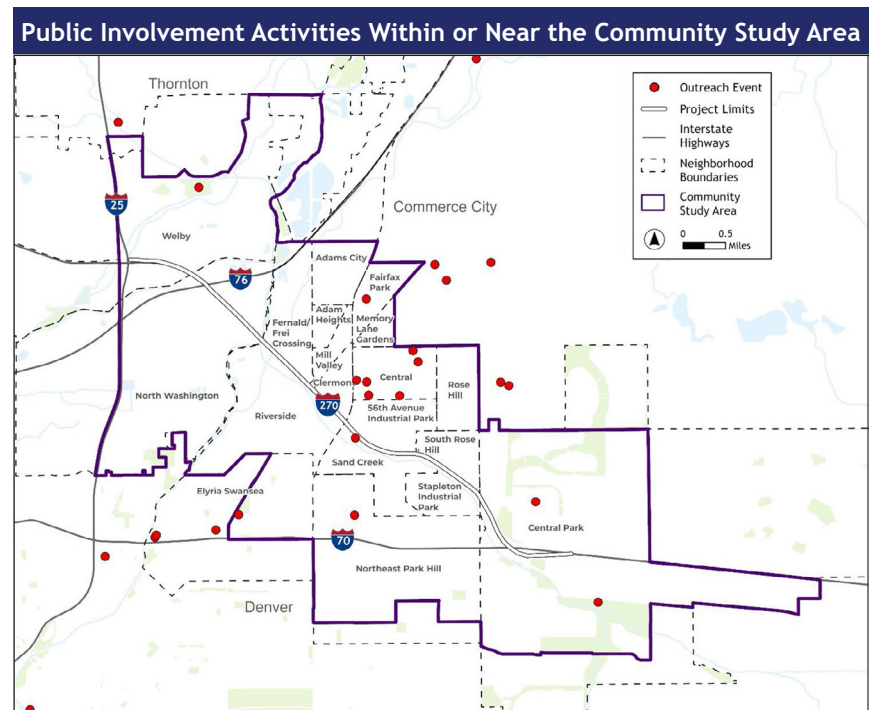 Public Involvement Activities Within or Near the Community Study Area
Thornton
Outreach Event
Project Limits
Interstate
Highways
Neighborhood
Boundaries
Community
Study Area
0 0.5
Miles
25
Commerce City
Welby
76
Adams City
Fairfax
Park
Adam
Heights
Memory
Lane
Gardens
Fernald/
Frei
Crossing
Mill
Valley
Clermon
Central
Rose
Hill
North Washington
270
56th Avenue
Industrial Park
Riverside
South Rose
Hill
Sand Creek
Elyria Swansea
Stapleton
Industrial
Park
Central Park
70
Northeast Park Hill
Denver